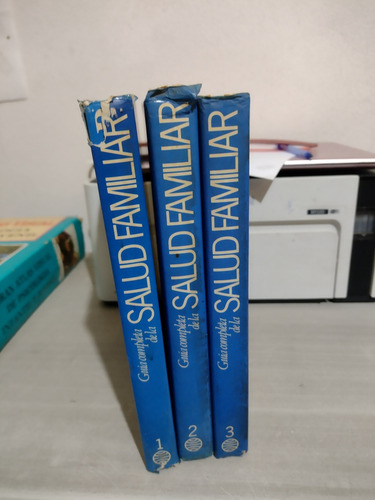 Guía completa
de la
SALUD FAMILIAR
1
Guía completa
de la
SALUD FAMILIAR
2
Guía completa
de la
SALUD FAMILIAR
3